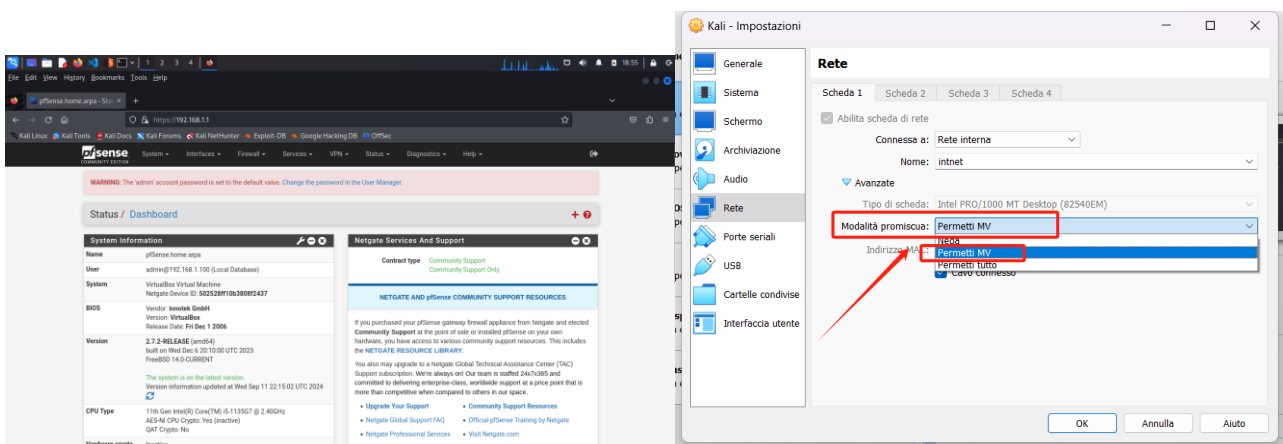 1 2 3 4
18:55
File Edit View History Bookmarks Tools Help
pfSense.home.arpa - Stat
https://192.168.1.1
Kali Linux Kali Tools Kali Docs Kali Forums Kali NetHunter Exploit-DB Google Hacking DB OffSec
pfsense
COMMUNITY EDITION
System Interfaces Firewall Services VPN Status Diagnostics Help
WARNING: The 'admin' account password is set to the default value. Change the password in the User Manager.
Status / Dashboard
System Information
Name pfSense.home.arpa
User admin@192.168.1.100 (Local Database)
System VirtualBox Virtual Machine
Netgate Device ID: 502528ff10b3808f2437
BIOS Vendor: innotek GmbH
Version: VirtualBox
Release Date: Fri Dec 1 2006
Version 2.7.2-RELEASE (amd64)
built on Wed Dec 6 20:10:00 UTC 2023
FreeBSD 14.0-CURRENT
The system is on the latest version.
Version information updated at Wed Sep 11 22:15:02 UTC 2024
CPU Type 11th Gen Intel(R) Core(TM) i5-1135G7 @ 2.40GHz
AES-NI CPU Crypto: Yes (inactive)
QAT Crypto: No
Hardware crypto Inactive
Netgate Services And Support
Contract type Community Support
Community Support Only
NETGATE AND pfSense COMMUNITY SUPPORT RESOURCES
If you purchased your pfSense gateway firewall appliance from Netgate and elected
Community Support at the point of sale or installed pfSense on your own
hardware, you have access to various community support resources. This includes
the NETGATE RESOURCE LIBRARY.
You also may upgrade to a Netgate Global Technical Assistance Center (TAC)
Support subscription. We're always on! Our team is staffed 24x7x365 and
committed to delivering enterprise-class, worldwide support at a price point that is
more than competitive when compared to others in our space.
• Upgrade Your Support • Community Support Resources
• Netgate Global Support FAQ • Official pfSense Training by Netgate
• Netgate Professional Services • Visit Netgate.com
Kali - Impostazioni
Generale
Sistema
Schermo
Archiviazione
Audio
Rete
Porte seriali
USB
Cartelle condivise
Interfaccia utente
Rete
Scheda 1 Scheda 2 Scheda 3 Scheda 4
Abilita scheda di rete
Connessa a: Rete interna
Nome: intnet
Avanzate
Tipo di scheda: Intel PRO/1000 MT Desktop (82540EM)
Modalità promiscua: Permetti MV
Nega
Indirizzo MAC: Permetti MV
Permetti tutto
Cavo connesso
OK Annulla Aiuto